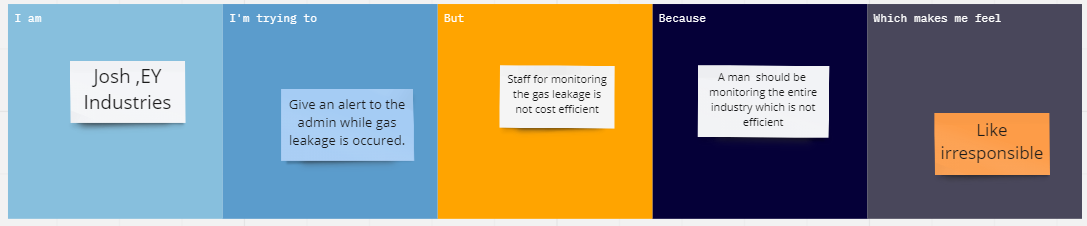 I am
Josh ,EY
Industries
I'm trying to
Give an alert to the
admin while gas
leakage is occured.
But
Staff for monitoring
the gas leakage is
not cost efficient
Because
A man should be
monitoring the entire
industry which is not
efficient
Which makes me feel
Like
irresponsible